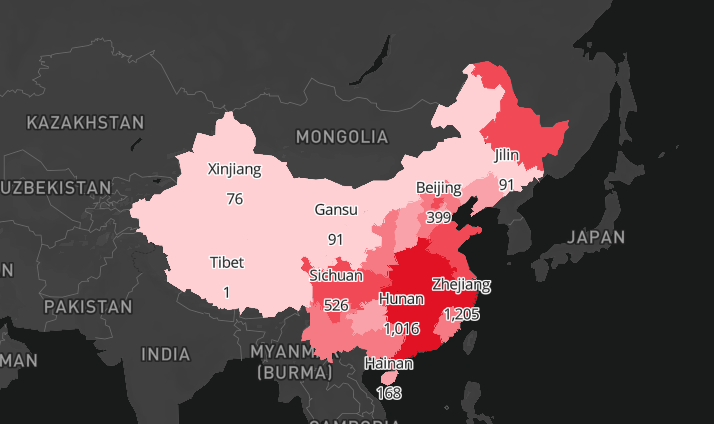 KAZAKHSTAN
MONGOLIA
Jilin
91
Xinjiang
76
UZBEKISTAN
Beijing
399
Gansu
91
JAPAN
Tibet
1
Sichuan
526
Zhejiang
1,205
Hunan
1,016
PAKISTAN
INDIA
MYANM
(BURMA)
MAN
Hainan
168
CAMBODIA